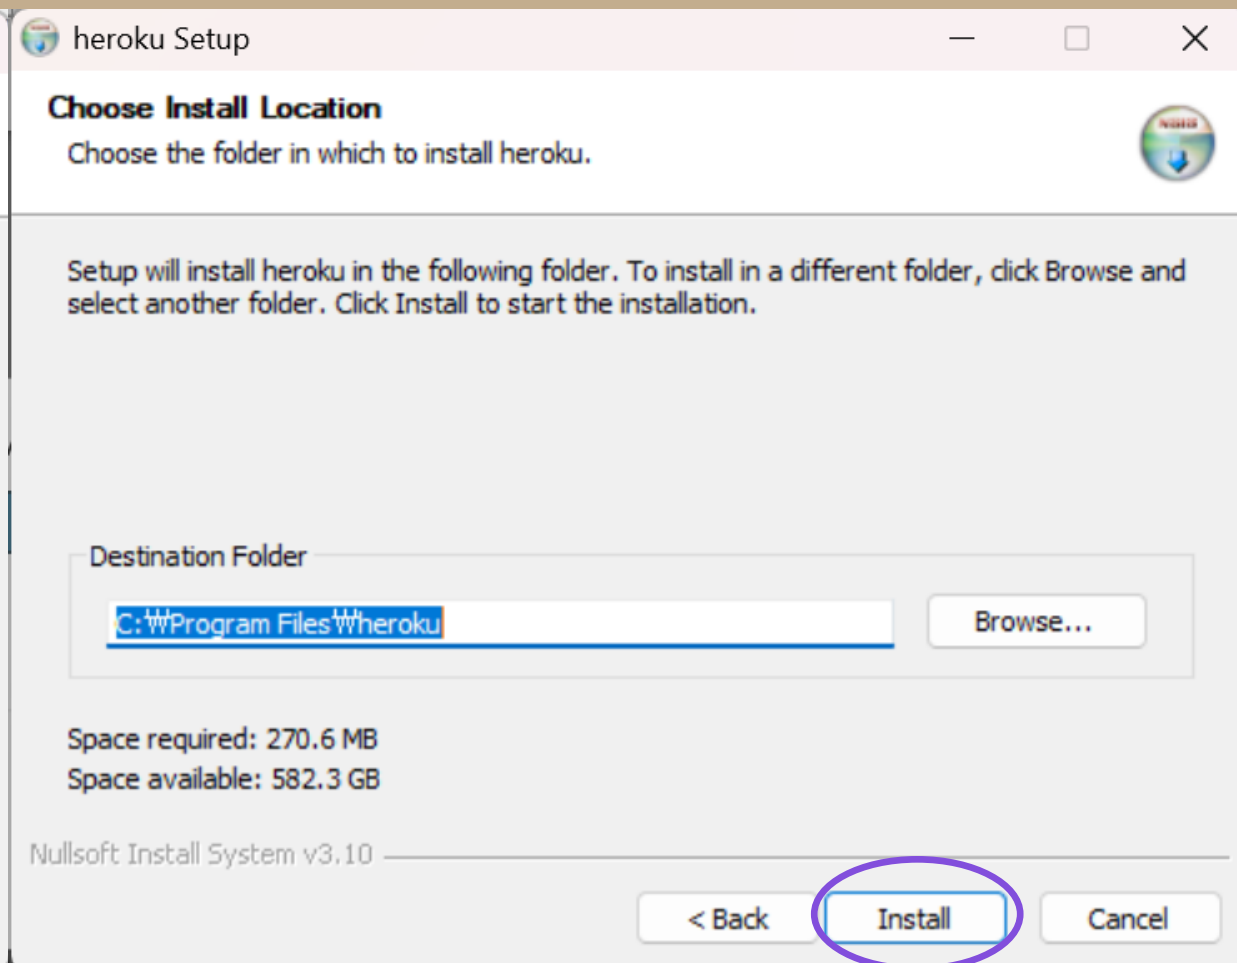 heroku Setup
Choose Install Location
Choose the folder in which to install heroku.
NSIS
Setup will install heroku in the following folder. To install in a different folder, click Browse and
select another folder. Click Install to start the installation.
Destination Folder
C:₩Program Files₩heroku
Browse...
Space required: 270.6 MB
Space available: 582.3 GB
Nullsoft Install System v3.10
< Back
Install
Cancel